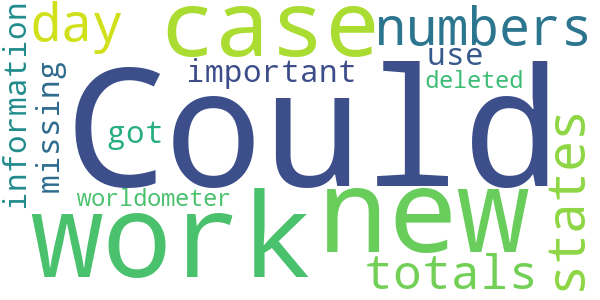 day
case
numbers
information
missing
important
use
deleted
Could
got
worldometer
work
new
states
totals